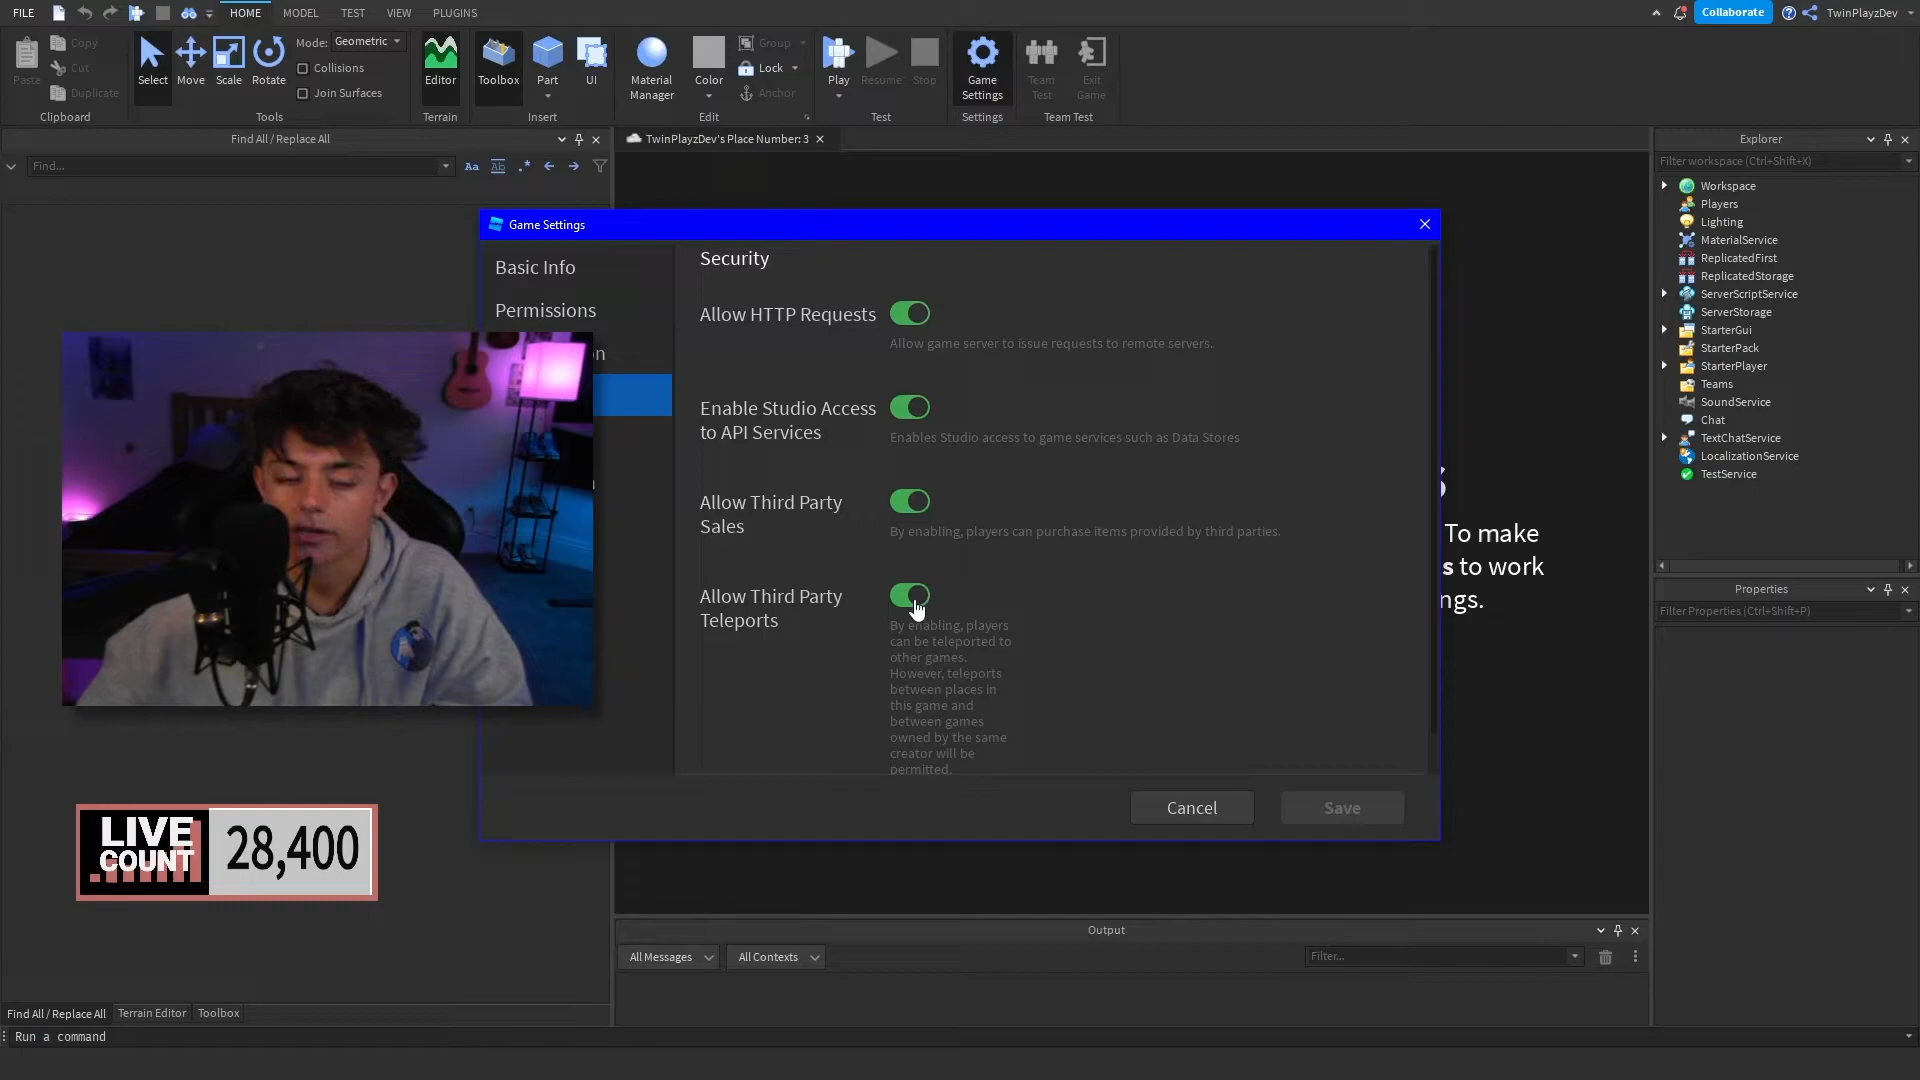 FILE
HOME
MODEL
TEST
VIEW
PLUGINS
Collaborate
TwinPlayzDev
Paste
Copy
Cut
Duplicate
Clipboard
Select
Move
Scale
Rotate
Mode: Geometric
Collisions
Join Surfaces
Tools
Editor
Terrain
Toolbox
Part
UI
Insert
Material
Manager
Color
Group
Lock
Anchor
Edit
Play
Resume
Stop
Test
Game
Settings
Settings
Team
Test
Exit
Game
Team Test
Find All / Replace All
Find...
Aa
Ab
.*
TwinPlayzDev's Place Number: 3
Game Settings
Basic Info
Permissions
on
Security
Allow HTTP Requests
Allow game server to issue requests to remote servers.
Enable Studio Access
to API Services
Enables Studio access to game services such as Data Stores
Allow Third Party
Sales
By enabling, players can purchase items provided by third parties.
Allow Third Party
Teleports
By enabling, players
can be teleported to
other games.
However, teleports
between places in
this game and
between games
owned by the same
creator will be
permitted.
Cancel
Save
To make
s to work
ngs.
Explorer
Filter workspace (Ctrl+Shift+X)
Workspace
Players
Lighting
MaterialService
ReplicatedFirst
ReplicatedStorage
ServerScriptService
ServerStorage
StarterGui
StarterPack
StarterPlayer
Teams
SoundService
Chat
TextChatService
LocalizationService
TestService
Properties
Filter Properties (Ctrl+Shift+P)
LIVE
COUNT
28,400
Output
All Messages
All Contexts
Filter...
Find All / Replace All
Terrain Editor
Toolbox
Run a command